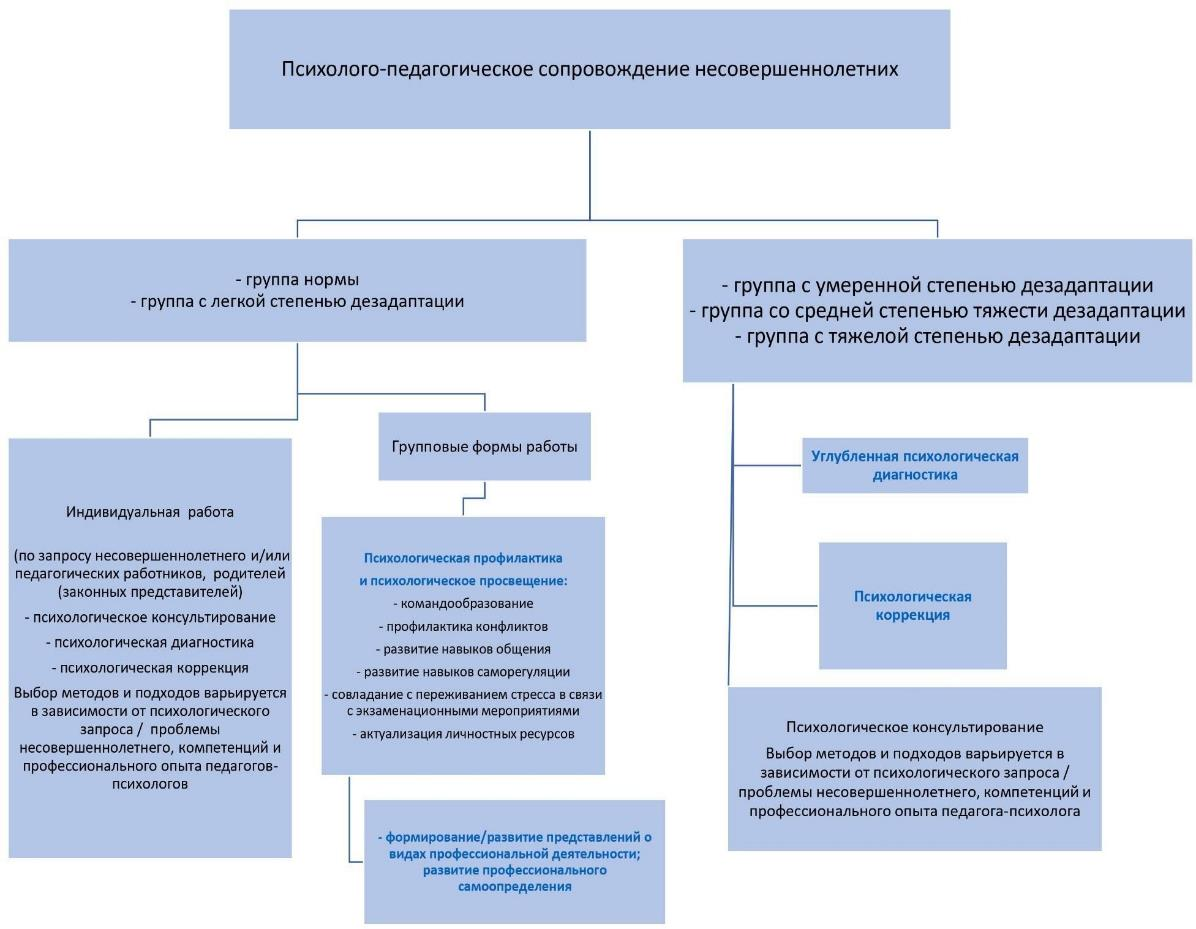 Психолого-педагогическое сопровождение несовершеннолетних
- группа нормы
- группа с легкой степенью дезадаптации
- группа с умеренной степенью дезадаптации
- группа со средней степенью тяжести дезадаптации
- группа с тяжелой степенью дезадаптации
Индивидуальная работа
(по запросу несовершеннолетнего и/или
педагогических работников, родителей
(законных представителей)
- психологическое консультирование
- психологическая диагностика
- психологическая коррекция
Выбор методов и подходов варьируется
в зависимости от психологического
запроса / проблемы
несовершеннолетнего, компетенций и
профессионального опыта педагогов-
психологов
Групповые формы работы
Психологическая профилактика
и психологическое просвещение:
- командообразование
- профилактика конфликтов
- развитие навыков общения
- развитие навыков саморегуляции
- совладание с переживанием стресса в связи
с экзаменационными мероприятиями
- актуализация личностных ресурсов
- формирование/развитие представлений о
видах профессиональной деятельности;
развитие профессионального
самоопределения
Углубленная психологическая
диагностика
Психологическая
коррекция
Психологическое консультирование
Выбор методов и подходов варьируется в
зависимости от психологического запроса /
проблемы несовершеннолетнего, компетенций и
профессионального опыта педагога-психолога